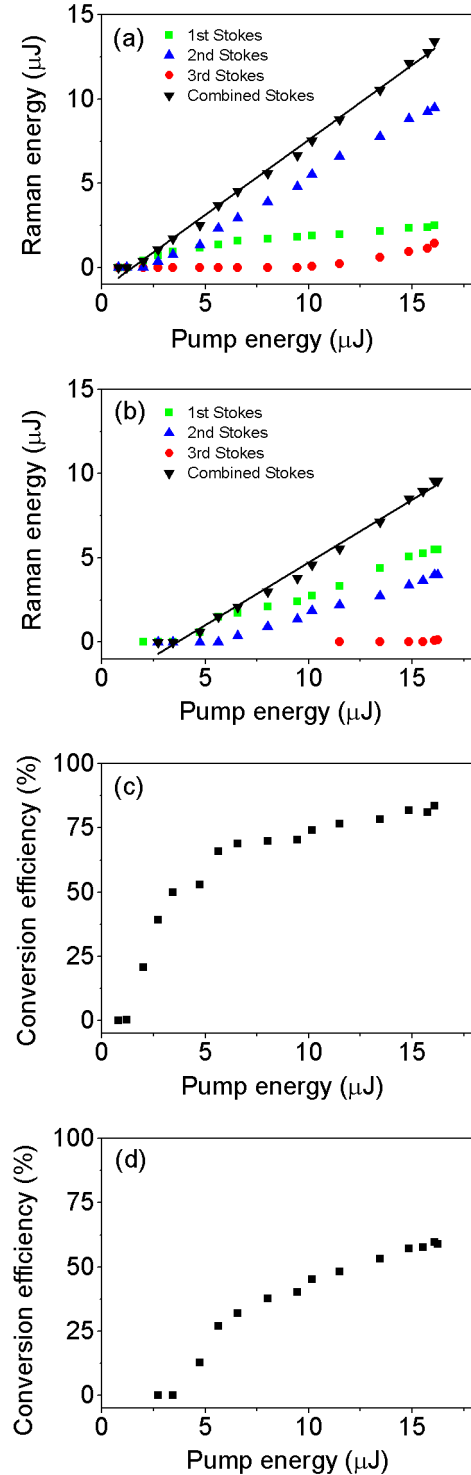 (a)
1st Stokes
2nd Stokes
3rd Stokes
Combined Stokes
Raman energy (μJ)
15
10
5
0
0 5 10 15
Pump energy (μJ)
(b)
1st Stokes
2nd Stokes
3rd Stokes
Combined Stokes
Raman energy (μJ)
15
10
5
0
0 5 10 15
Pump energy (μJ)
(c)
Conversion efficiency (%)
100
75
50
25
0
0 5 10 15
Pump energy (μJ)
(d)
Conversion efficiency (%)
100
75
50
25
0
0 5 10 15
Pump energy (μJ)